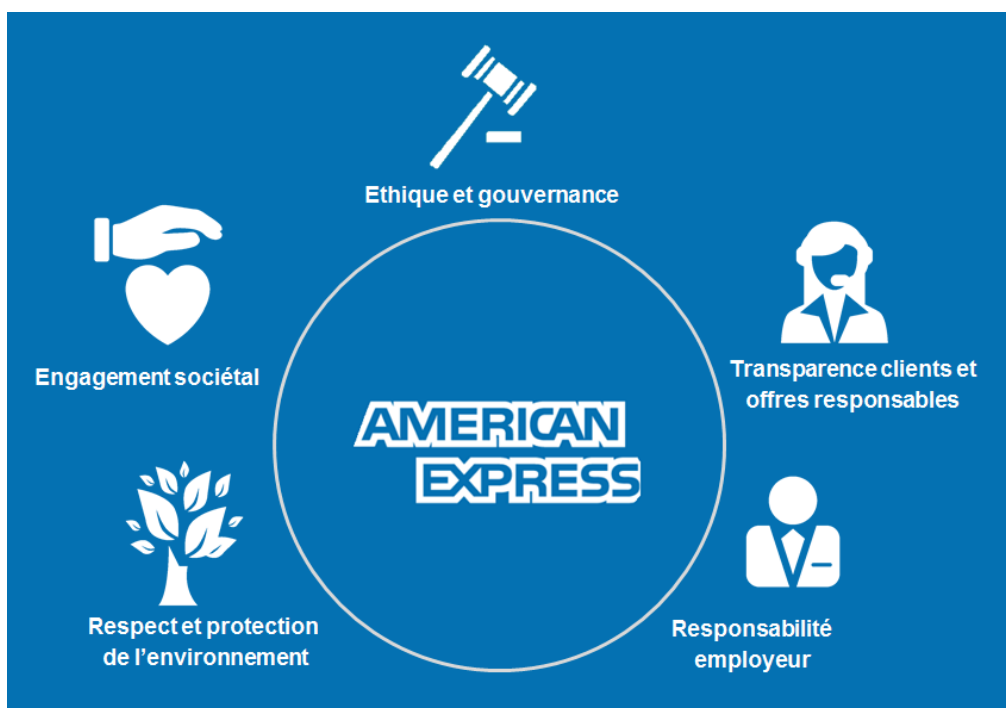 Ethique et gouvernance
Engagement sociétal
Transparence clients et
offres responsables
AMERICAN
EXPRESS
Respect et protection
de l’environnement
Responsabilité
employeur